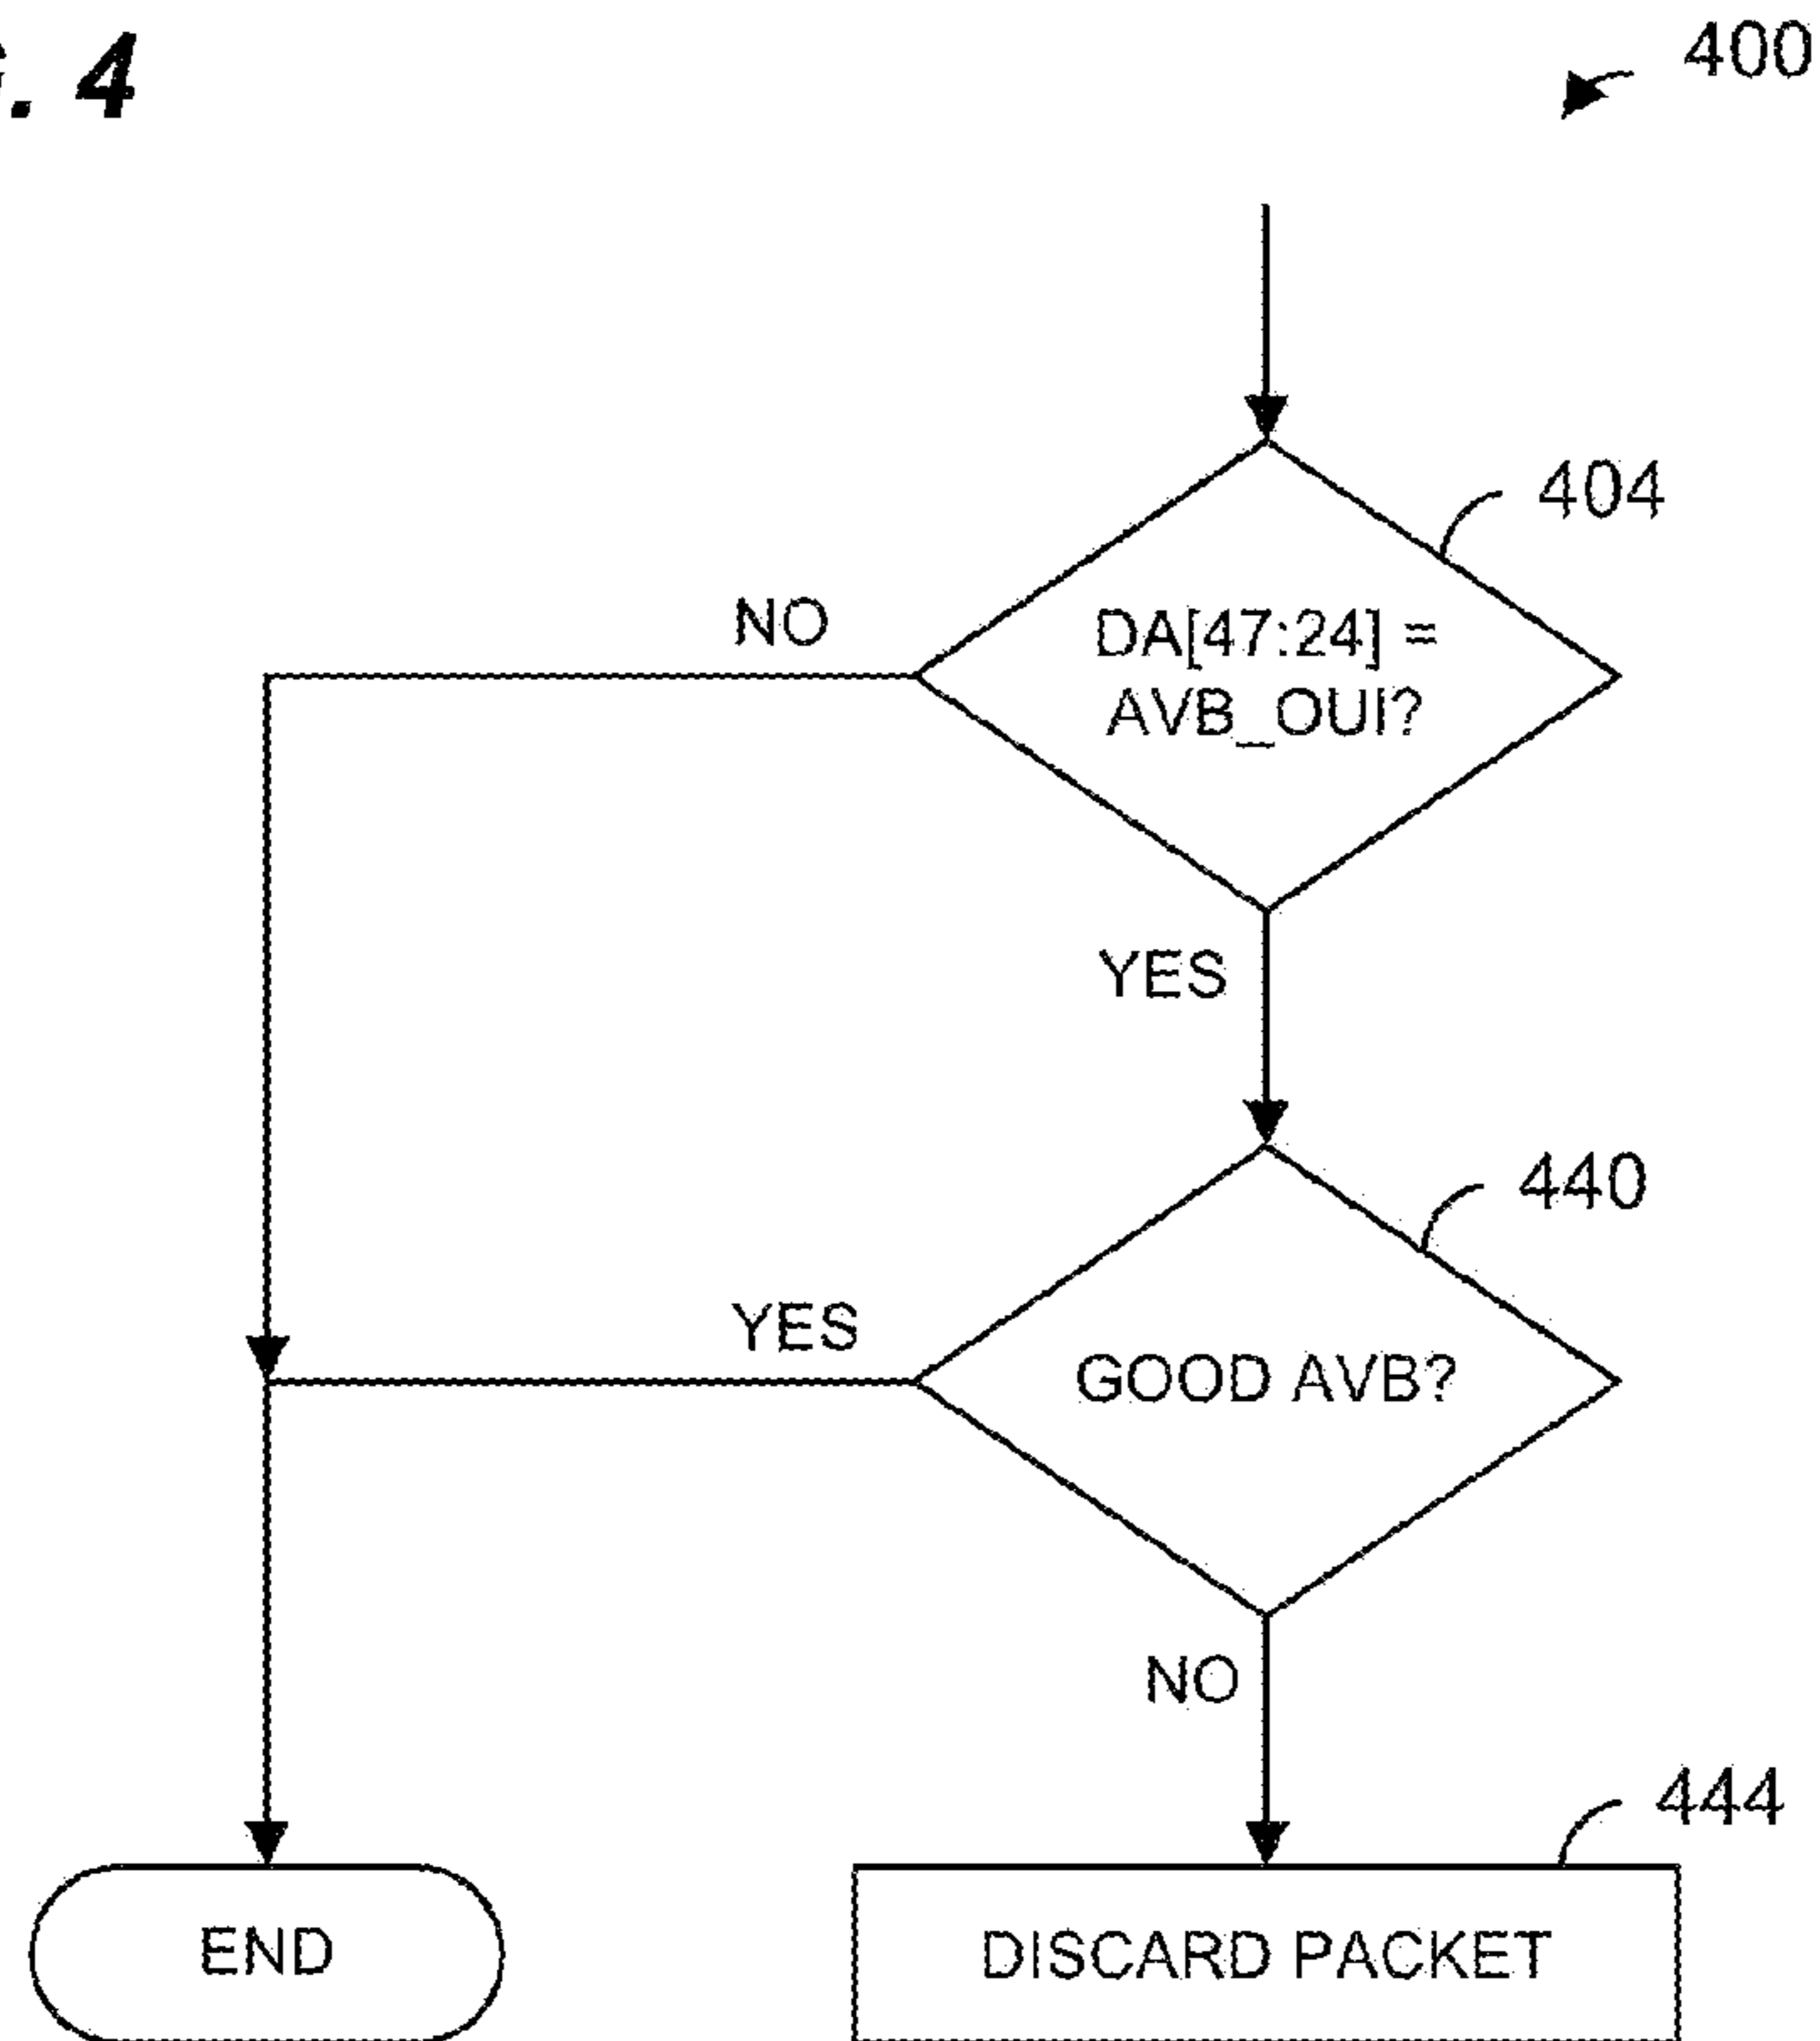 . 4
400
404
DA[47:24] =
AVB_OUI?
NO
YES
440
GOOD AVB?
YES
NO
444
END
DISCARD PACKET